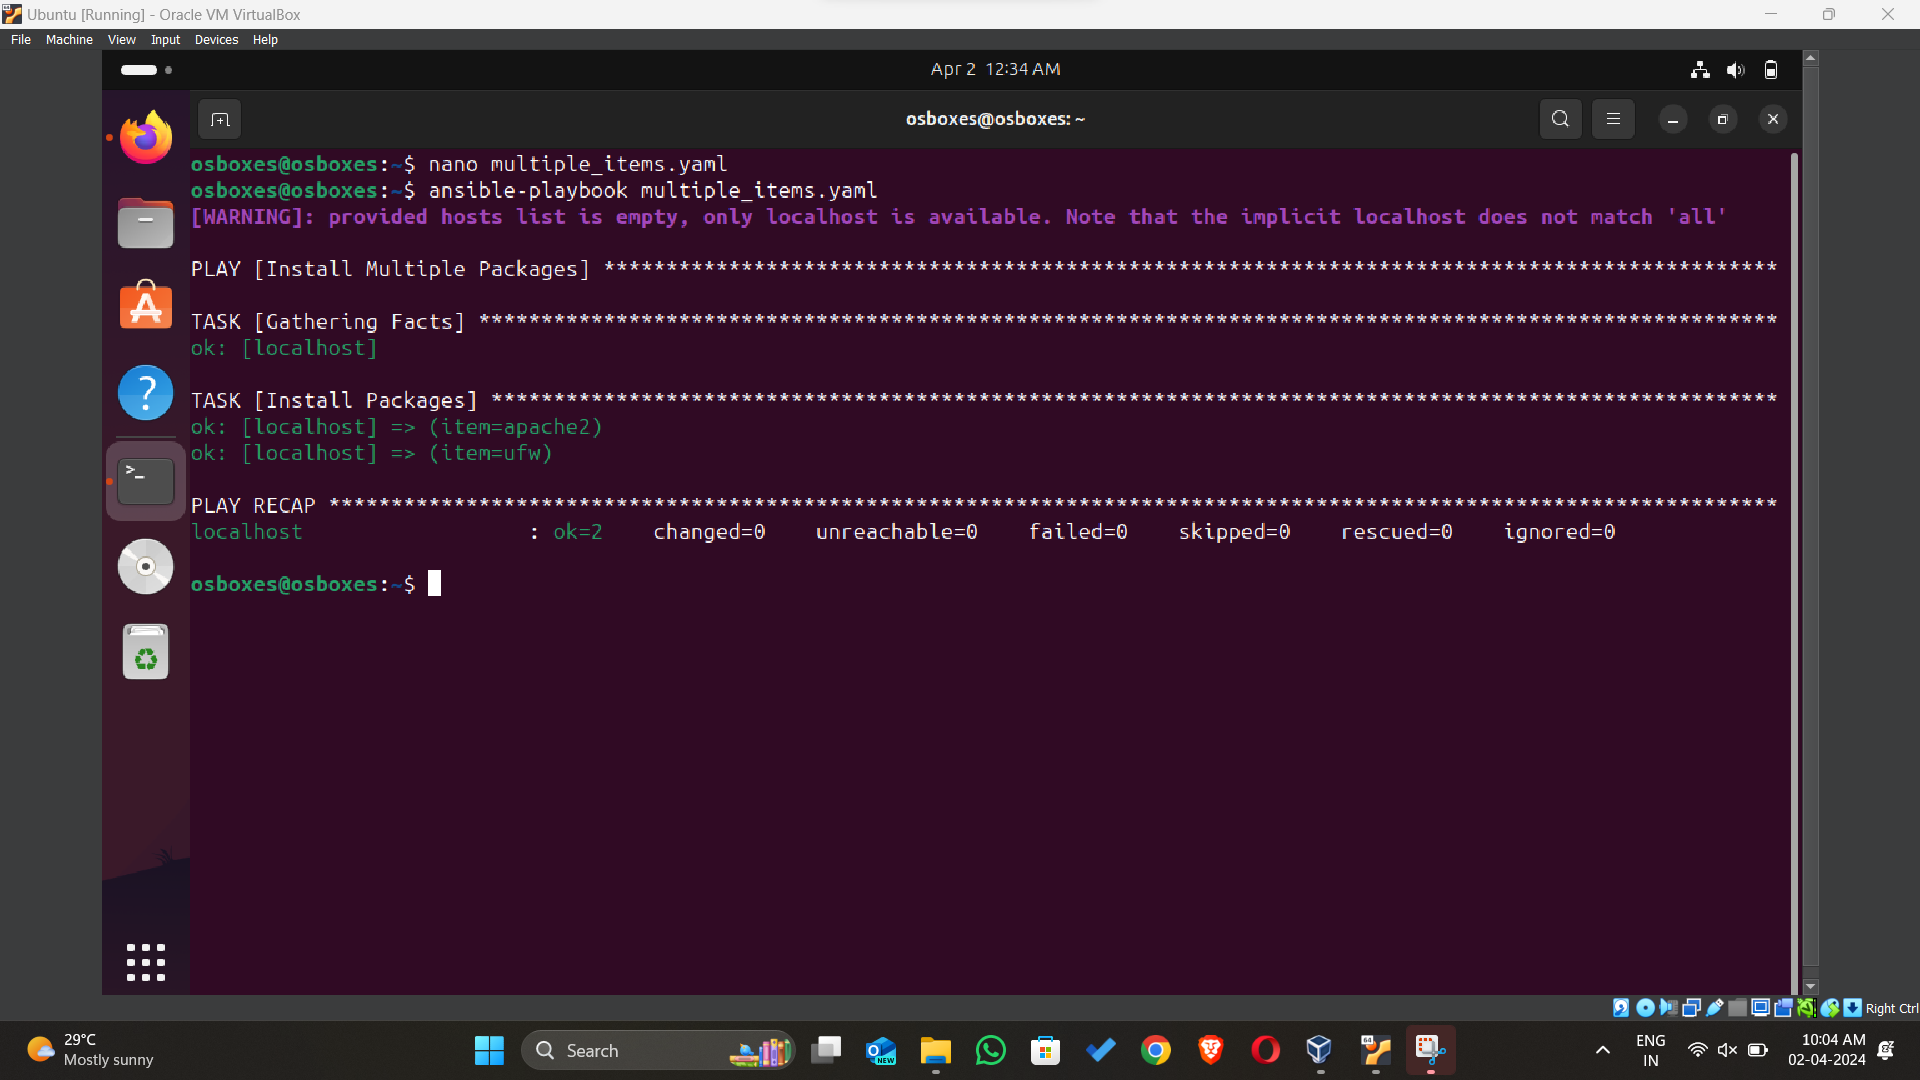 Ubuntu [Running] - Oracle VM VirtualBox
File Machine View Input Devices Help
Apr 2 12:34 AM
osboxes@osboxes: ~
osboxes@osboxes:~$ nano multiple_items.yaml
osboxes@osboxes:~$ ansible-playbook multiple_items.yaml
[WARNING]: provided hosts list is empty, only localhost is available. Note that the implicit localhost does not match 'all'
PLAY [Install Multiple Packages] **********************************************************************************************
TASK [Gathering Facts] ********************************************************************************************************
ok: [localhost]
TASK [Install Packages] *******************************************************************************************************
ok: [localhost] => (item=apache2)
ok: [localhost] => (item=ufw)
PLAY RECAP ********************************************************************************************************************
localhost : ok=2 changed=0 unreachable=0 failed=0 skipped=0 rescued=0 ignored=0
osboxes@osboxes:~$
Right Ctrl
29°C
Mostly sunny
Search
NEW
64
ENG
IN
10:04 AM
02-04-2024